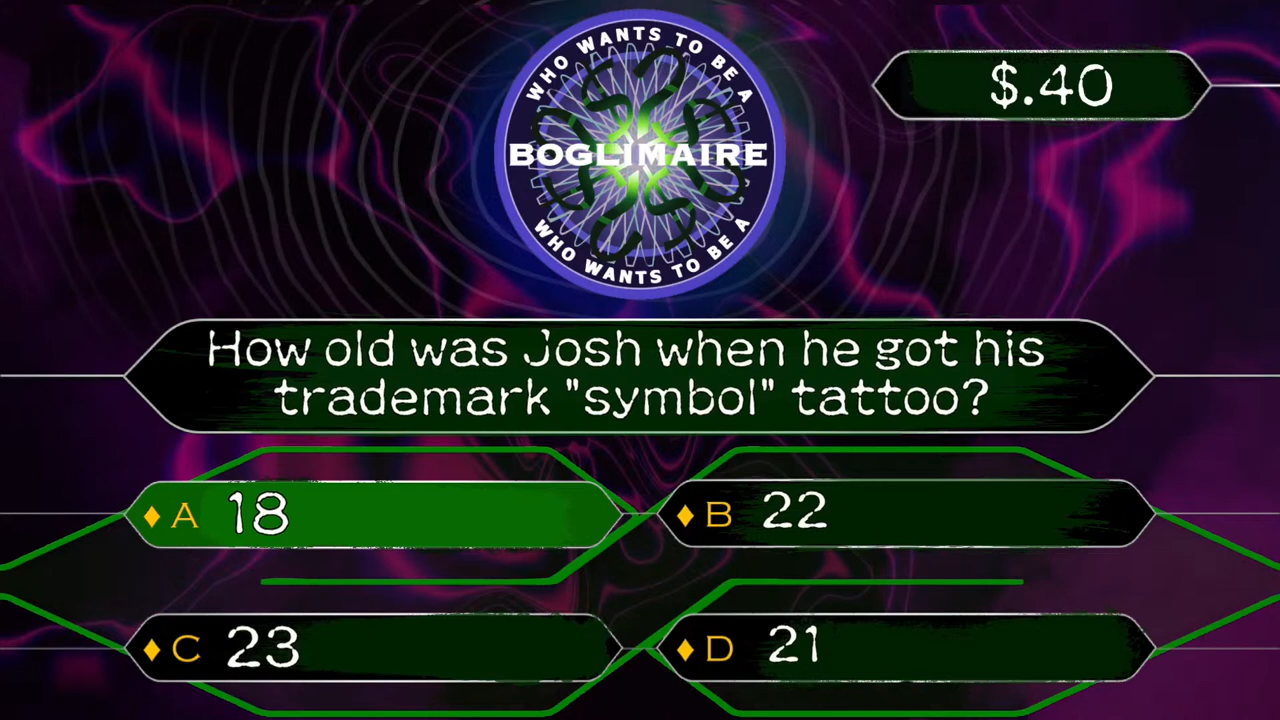 WHO WANTS TO BE A
BOGLIMAIRE
WHO WANTS TO BE A
$.40
How old was Josh when he got his
trademark "symbol" tattoo?
A 18
B 22
C 23
D 21